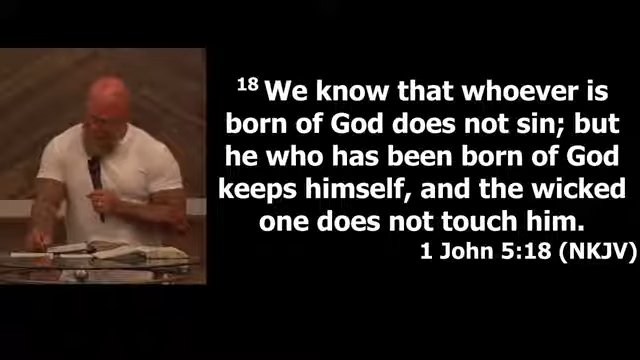 18 We know that whoever is
born of God does not sin; but
he who has been born of God
keeps himself, and the wicked
one does not touch him.
1 John 5:18 (NKJV)